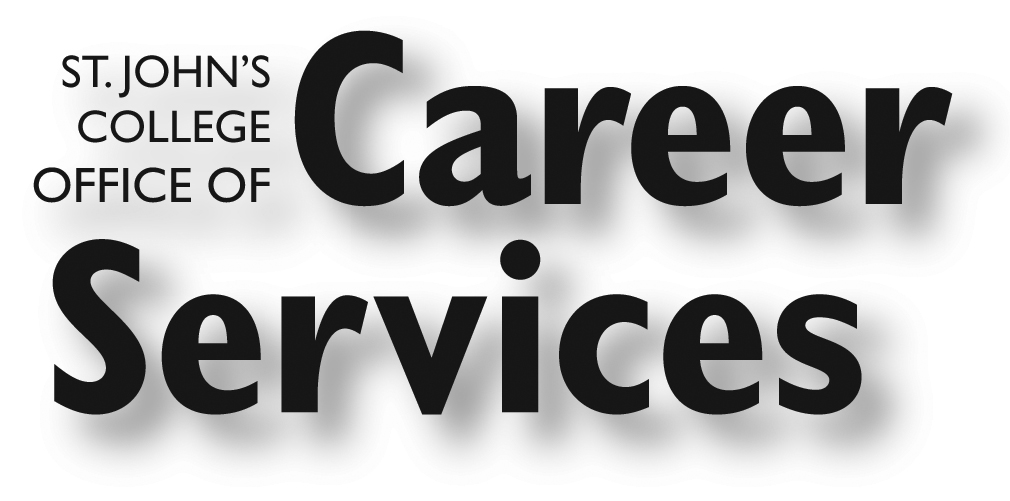 ST. JOHN’S
COLLEGE
OFFICE OF
Career
Services